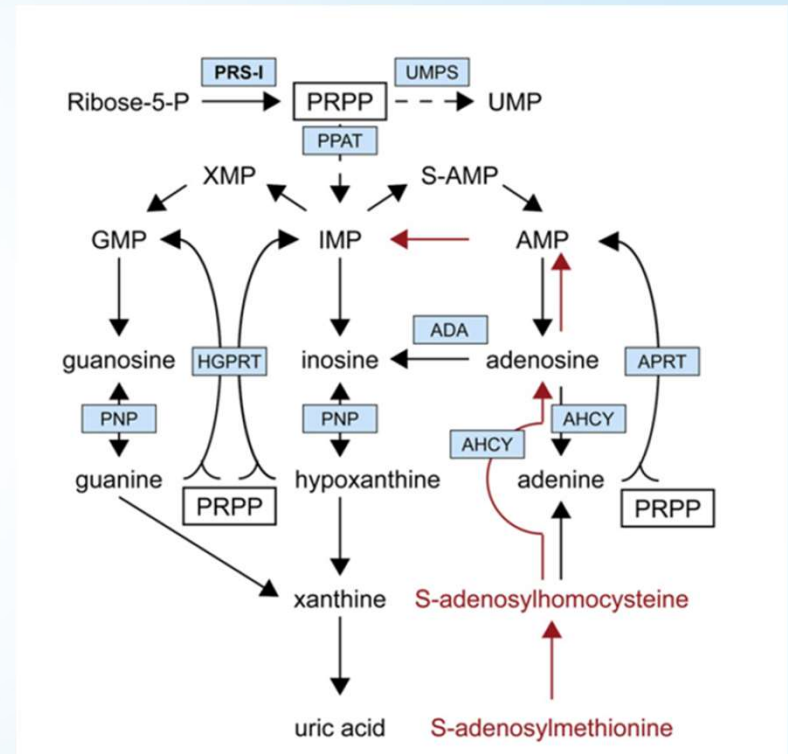 PRS-I
UMPS
Ribose-5-P
PRPP
UMP
PPAT
XMP
S-AMP
GMP
IMP
AMP
ADA
guanosine
HGPRT
inosine
adenosine
APRT
PNP
PNP
AHCY
AHCY
guanine
hypoxanthine
adenine
PRPP
PRPP
xanthine
S-adenosylhomocysteine
uric acid
S-adenosylmethionine